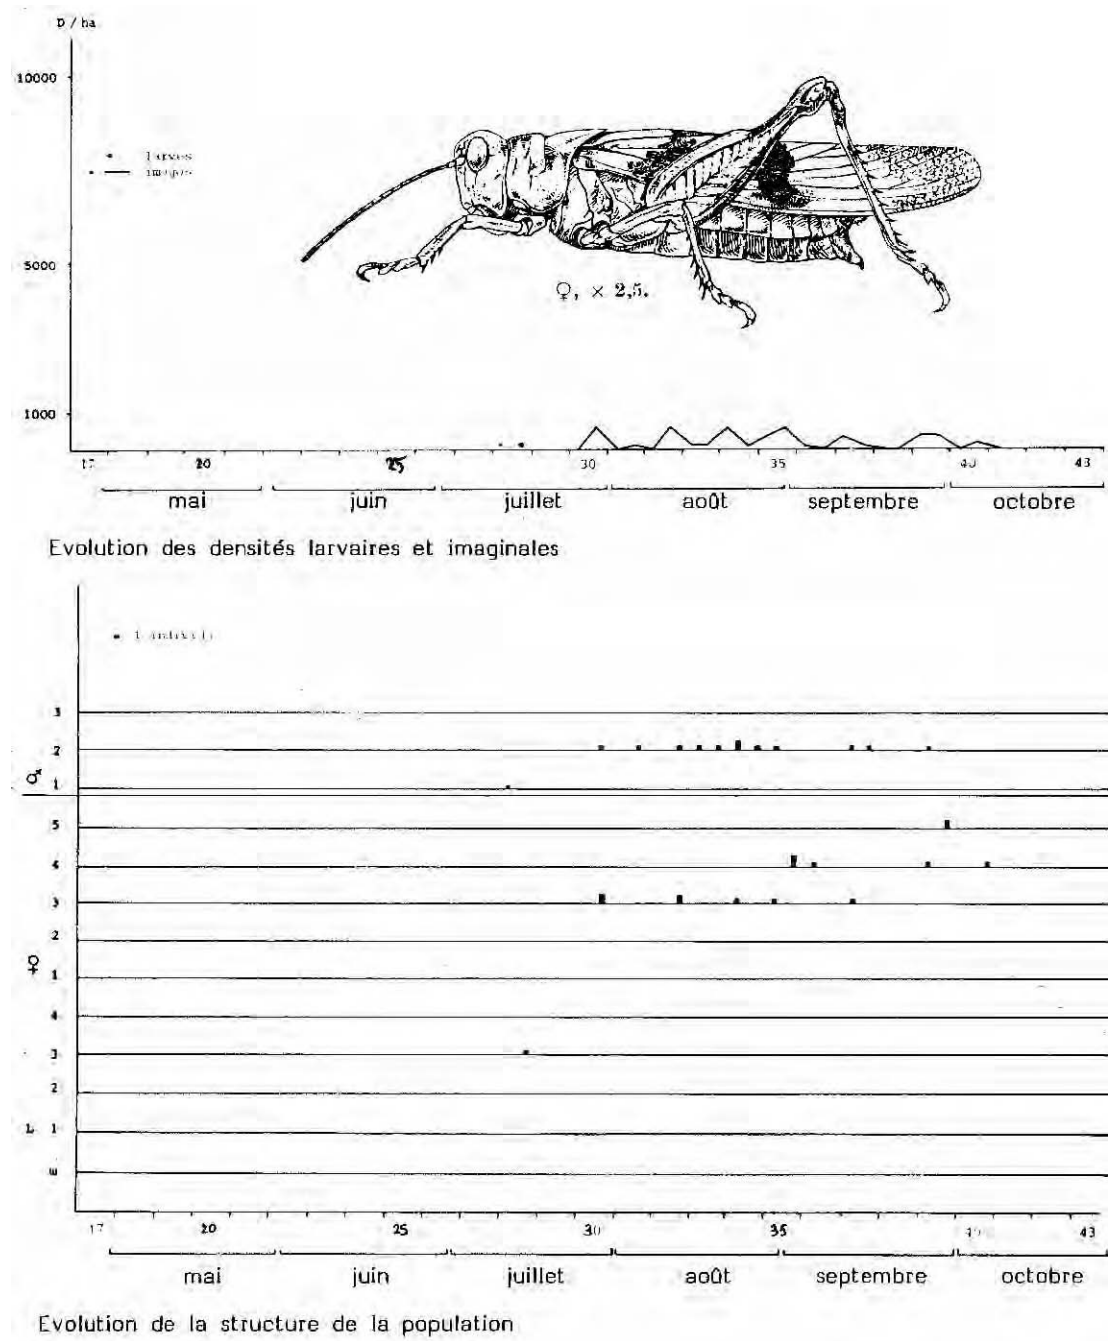 p / ha
10000
larves
imagos
5000
♀, × 2,5.
1000
17 20 25 30 35 40 43
mai juin juillet août septembre octobre
Evolution des densités larvaires et imaginales
3
2
♂ 1
5
4
3
2
♀ 1
4
3
2
L 1
17 20 25 30 35 43
mai juin juillet août septembre octobre
Evolution de la structure de la population